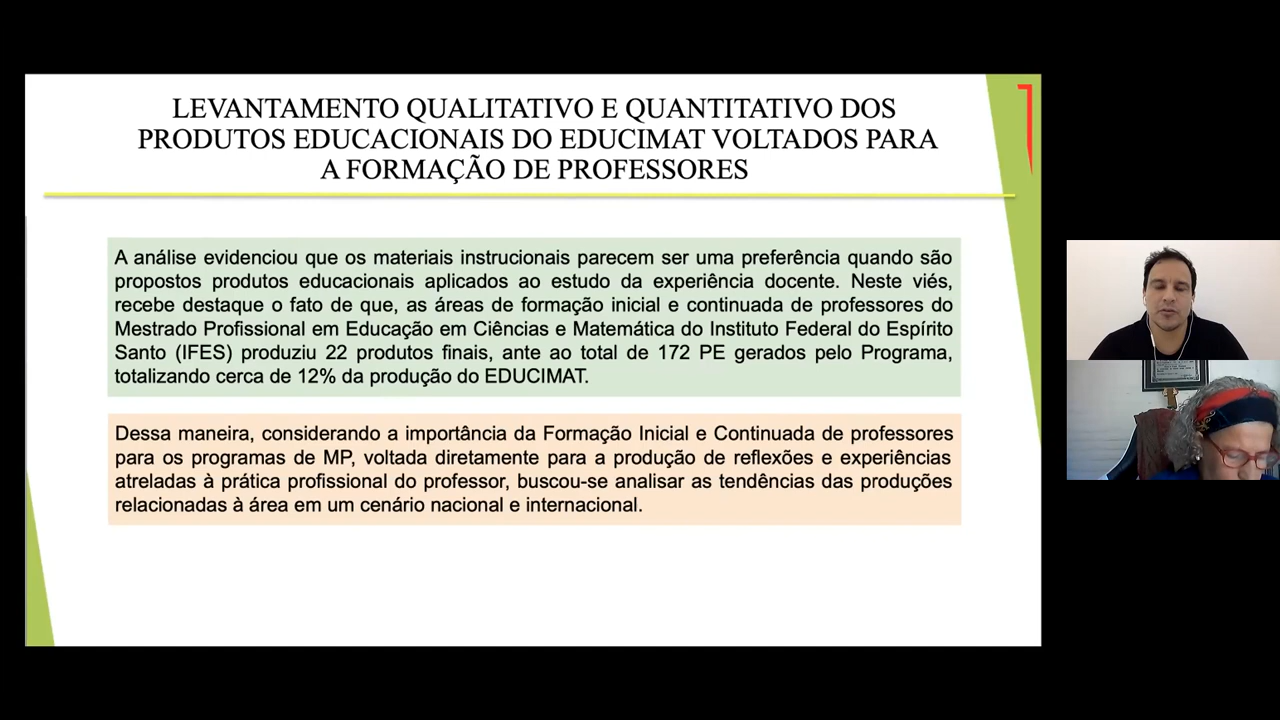 LEVANTAMENTO QUALITATIVO E QUANTITATIVO DOS
PRODUTOS EDUCACIONAIS DO EDUCIMAT VOLTADOS PARA
A FORMAÇÃO DE PROFESSORES
A análise evidenciou que os materiais instrucionais parecem ser uma preferência quando são
propostos produtos educacionais aplicados ao estudo da experiência docente. Neste viés,
recebe destaque o fato de que, as áreas de formação inicial e continuada de professores do
Mestrado Profissional em Educação em Ciências e Matemática do Instituto Federal do Espírito
Santo (IFES) produziu 22 produtos finais, ante ao total de 172 PE gerados pelo Programa,
totalizando cerca de 12% da produção do EDUCIMAT.
Dessa maneira, considerando a importância da Formação Inicial e Continuada de professores
para os programas de MP, voltada diretamente para a produção de reflexões e experiências
atreladas à prática profissional do professor, buscou-se analisar as tendências das produções
relacionadas à área em um cenário nacional e internacional.